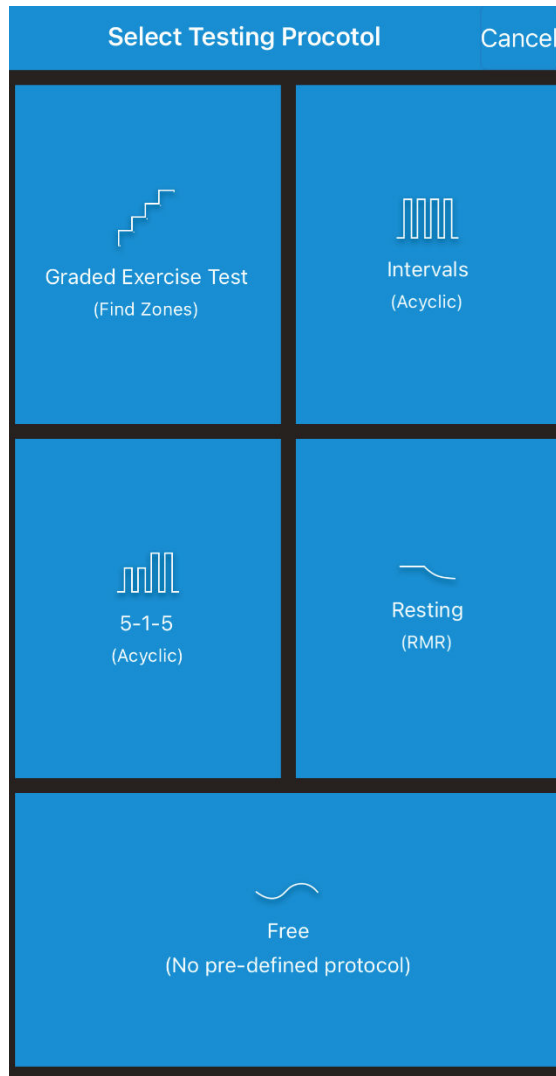 Select Testing Procotol
Cancel
Graded Exercise Test
(Find Zones)
Intervals
(Acyclic)
5-1-5
(Acyclic)
Resting
(RMR)
Free
(No pre-defined protocol)